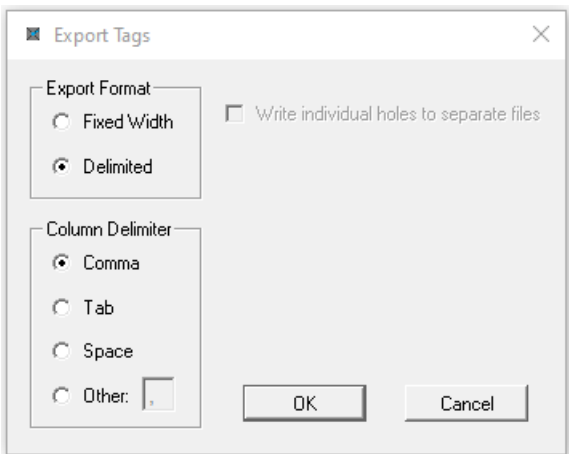 Export Tags
Export Format
Fixed Width
Delimited
Write individual holes to separate files
Column Delimiter
Comma
Tab
Space
Other: ,
OK
Cancel